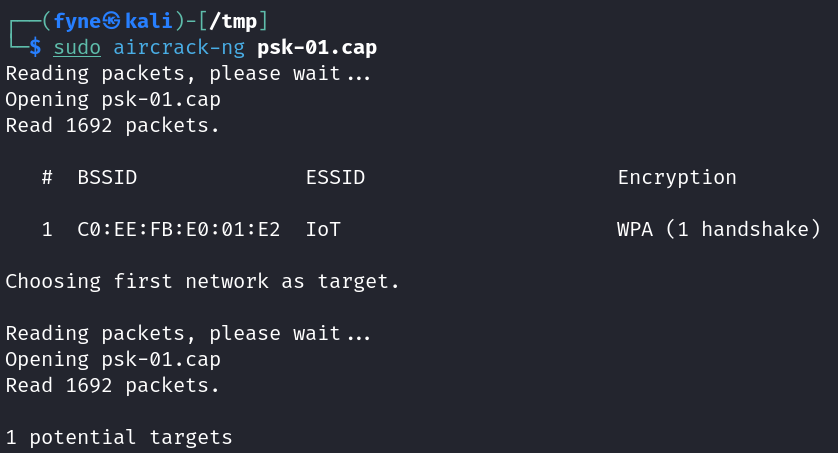 ┌──(fyne㉿kali)-[/tmp]
└─$ sudo aircrack-ng psk-01.cap
Reading packets, please wait...
Opening psk-01.cap
Read 1692 packets.
# BSSID ESSID Encryption
1 C0:EE:FB:E0:01:E2 IoT WPA (1 handshake)
Choosing first network as target.
Reading packets, please wait...
Opening psk-01.cap
Read 1692 packets.
1 potential targets